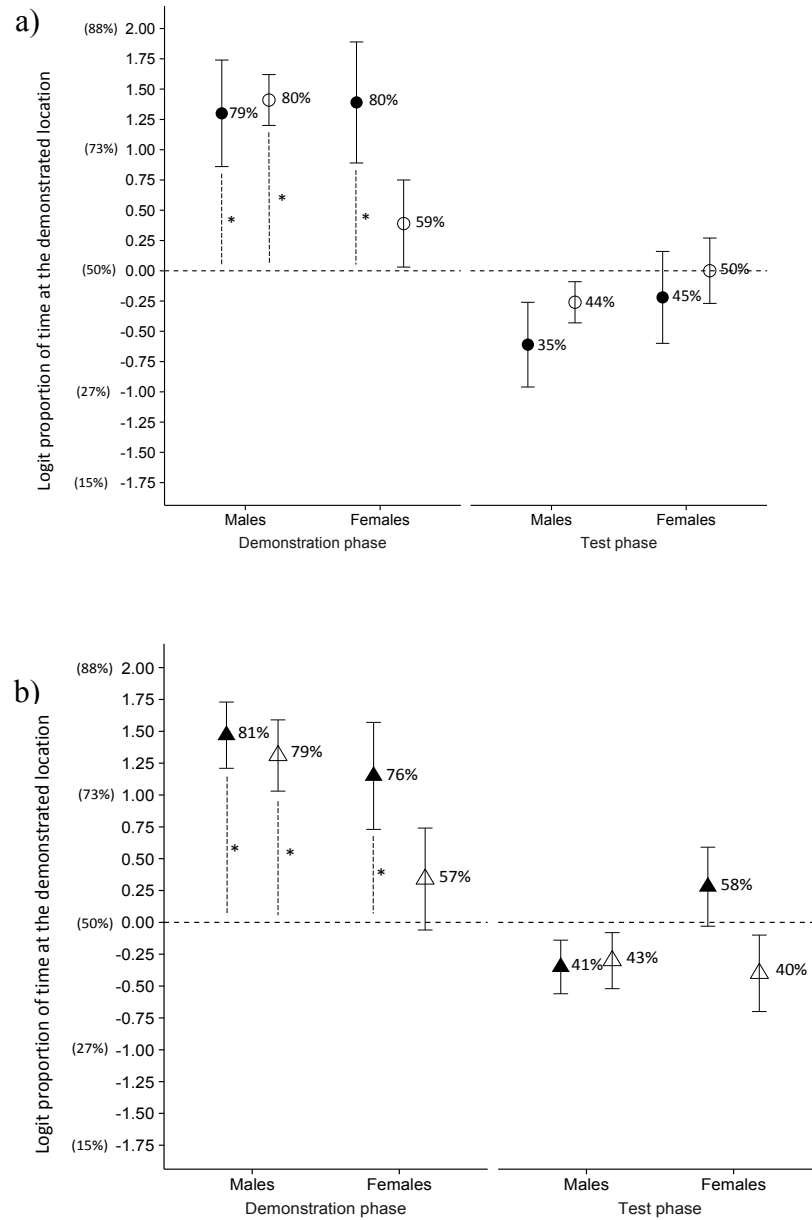 a)
Logit proportion of time at the demonstrated location
(88%) 2.00
1.75
1.50
1.25
(73%) 1.00
0.75
0.50
0.25
(50%) 0.00
-0.25
-0.50
-0.75
(27%) -1.00
-1.25
-1.50
(15%) -1.75
79% 80% 80% 59%
* * *
35% 44% 45% 50%
Males Females Males Females
Demonstration phase Test phase
b)
Logit proportion of time at the demonstrated location
(88%) 2.00
1.75
1.50
1.25
(73%) 1.00
0.75
0.50
0.25
(50%) 0.00
-0.25
-0.50
-0.75
(27%) -1.00
-1.25
-1.50
(15%) -1.75
81% 79% 76% 57%
* * *
41% 43% 58% 40%
Males Females Males Females
Demonstration phase Test phase